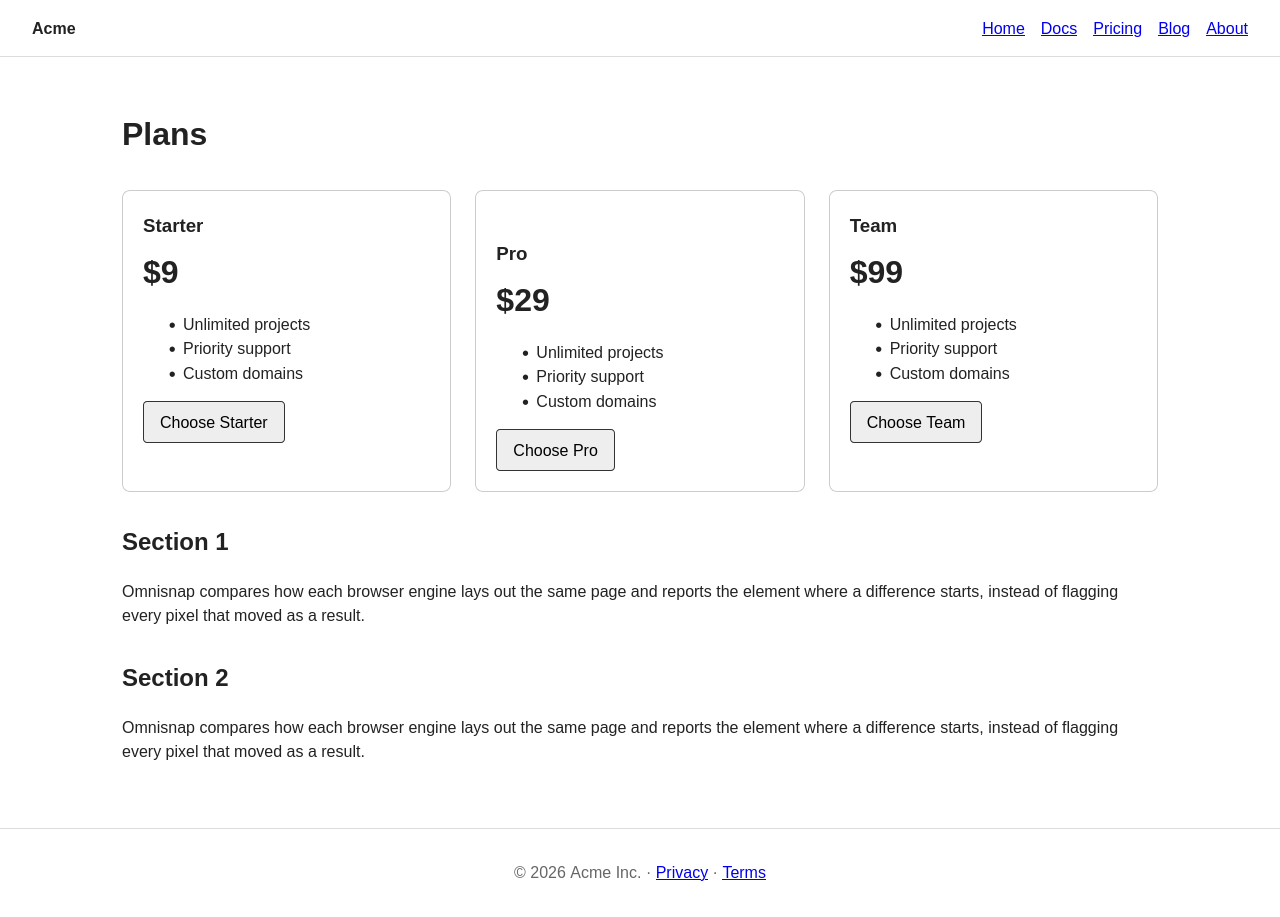 Acme
Home Docs Pricing Blog About
Plans
Starter
$9
Unlimited projects
Priority support
Custom domains
Choose Starter
Pro
$29
Unlimited projects
Priority support
Custom domains
Choose Pro
Team
$99
Unlimited projects
Priority support
Custom domains
Choose Team
Section 1
Omnisnap compares how each browser engine lays out the same page and reports the element where a difference starts, instead of flagging
every pixel that moved as a result.
Section 2
Omnisnap compares how each browser engine lays out the same page and reports the element where a difference starts, instead of flagging
every pixel that moved as a result.
© 2026 Acme Inc. · Privacy · Terms